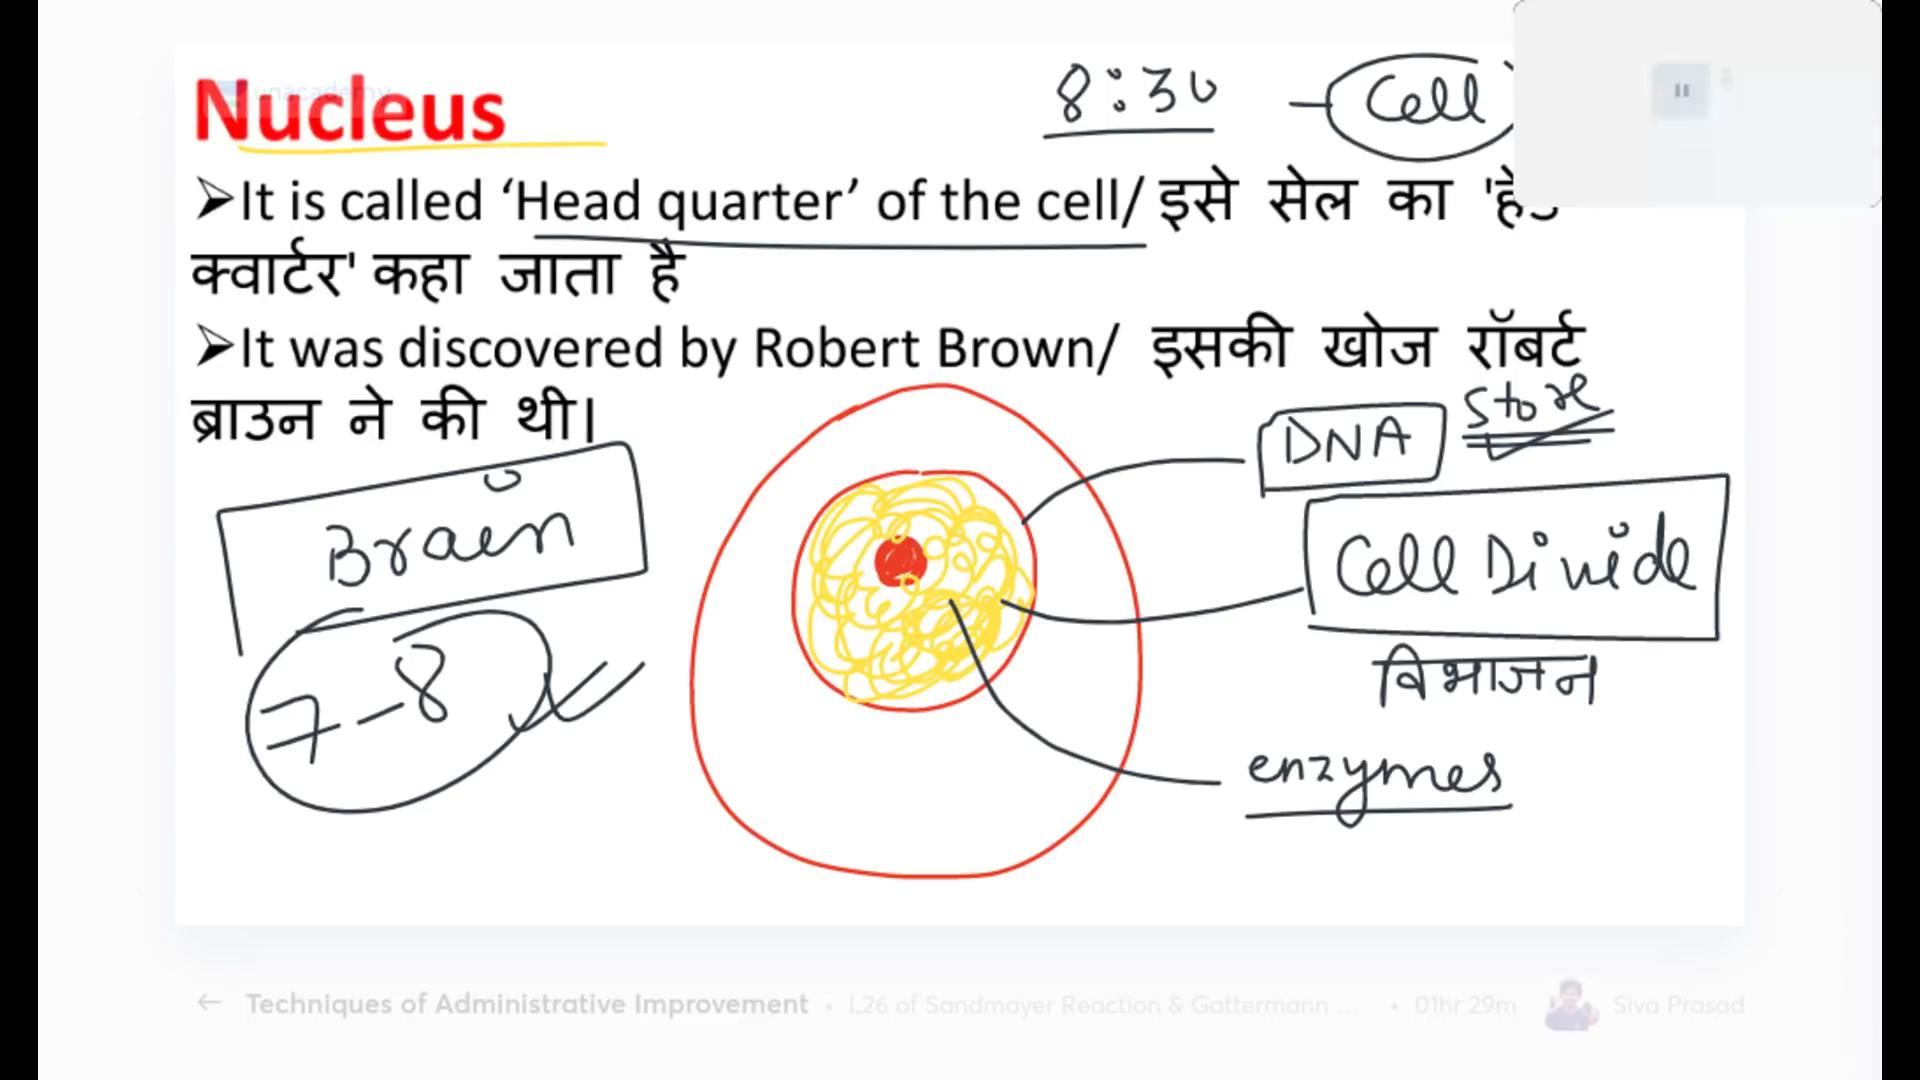 Nucleus
unacademy
8:30
Cell
➢It is called ‘Head quarter’ of the cell/ इसे सेल का
क्वार्टर' कहा जाता है
➢It was discovered by Robert Brown/ इसकी खोज रॉबर्ट
ब्राउन ने की थी।
DNA
Store
Brain
Cell Divide
विभाजन
7-8
enzymes
← Techniques of Administrative Improvement • L26 of Sandmayer Reaction & Gattermann ... • 01hr 29m Siva Prasad